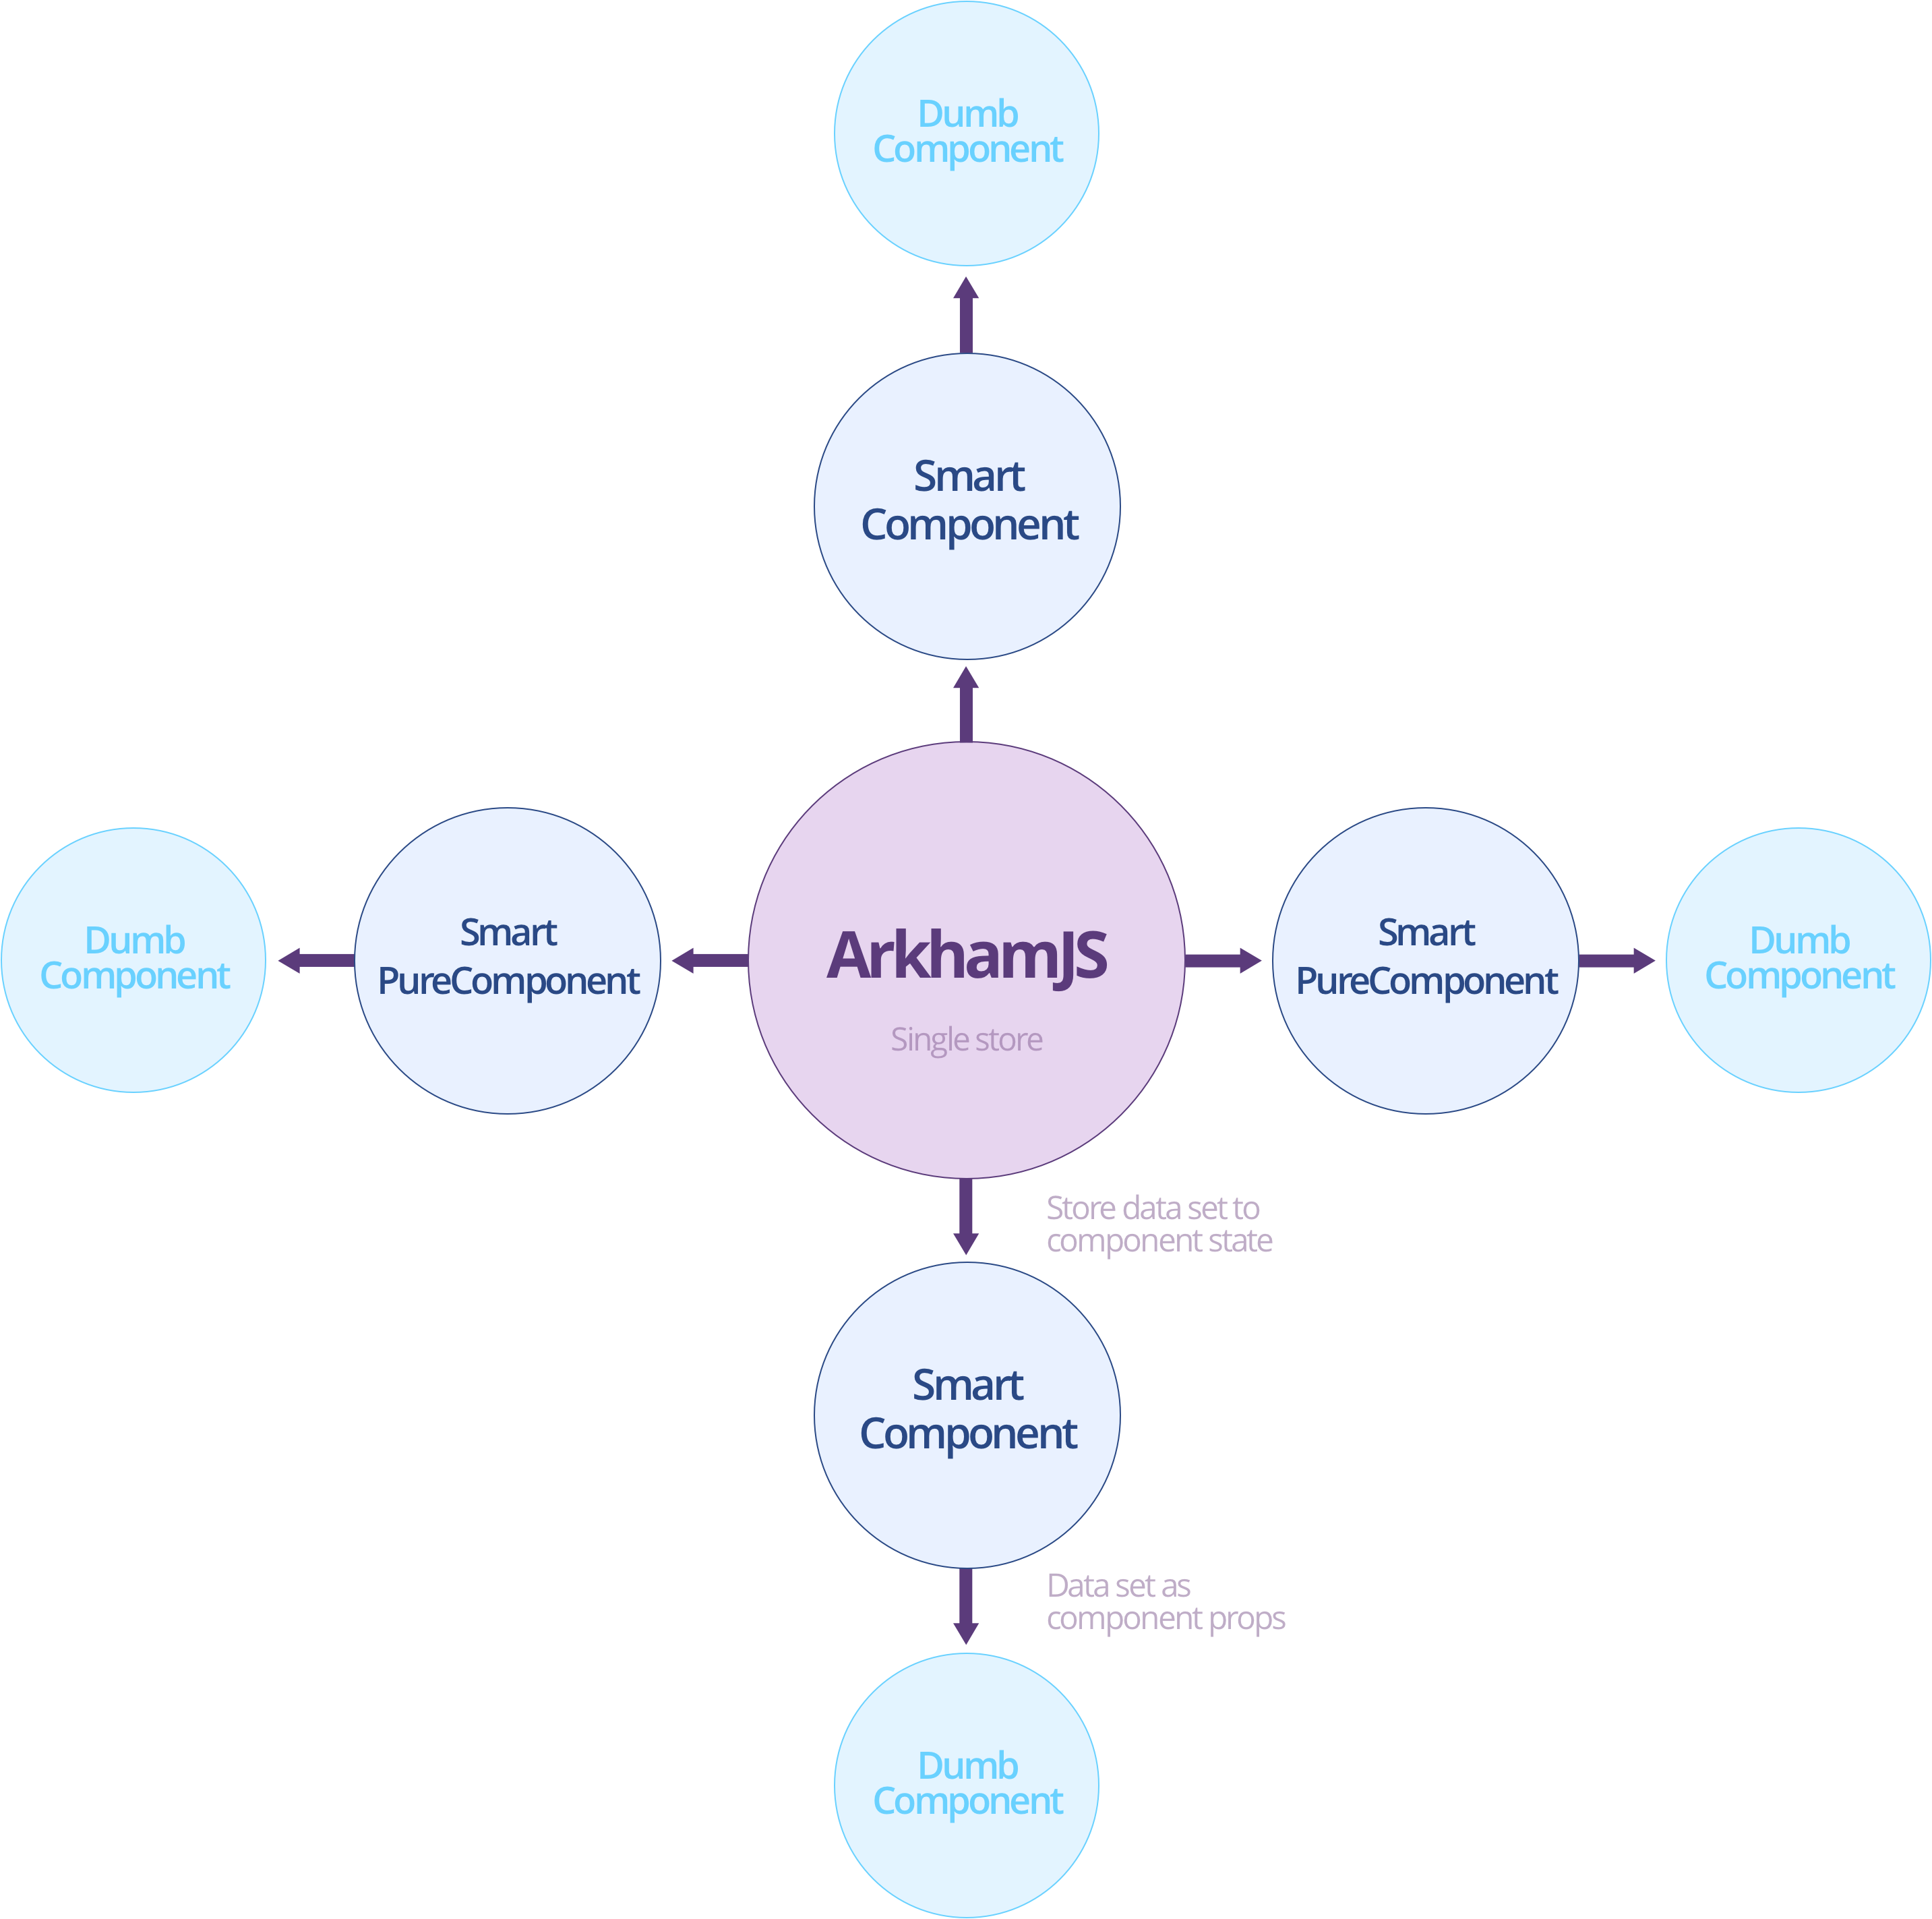 Dumb
Component
Smart
Component
Dumb
Component
Smart
PureComponent
ArkhamJS
Single store
Smart
PureComponent
Dumb
Component
Store data set to
component state
Smart
Component
Data set as
component props
Dumb
Component